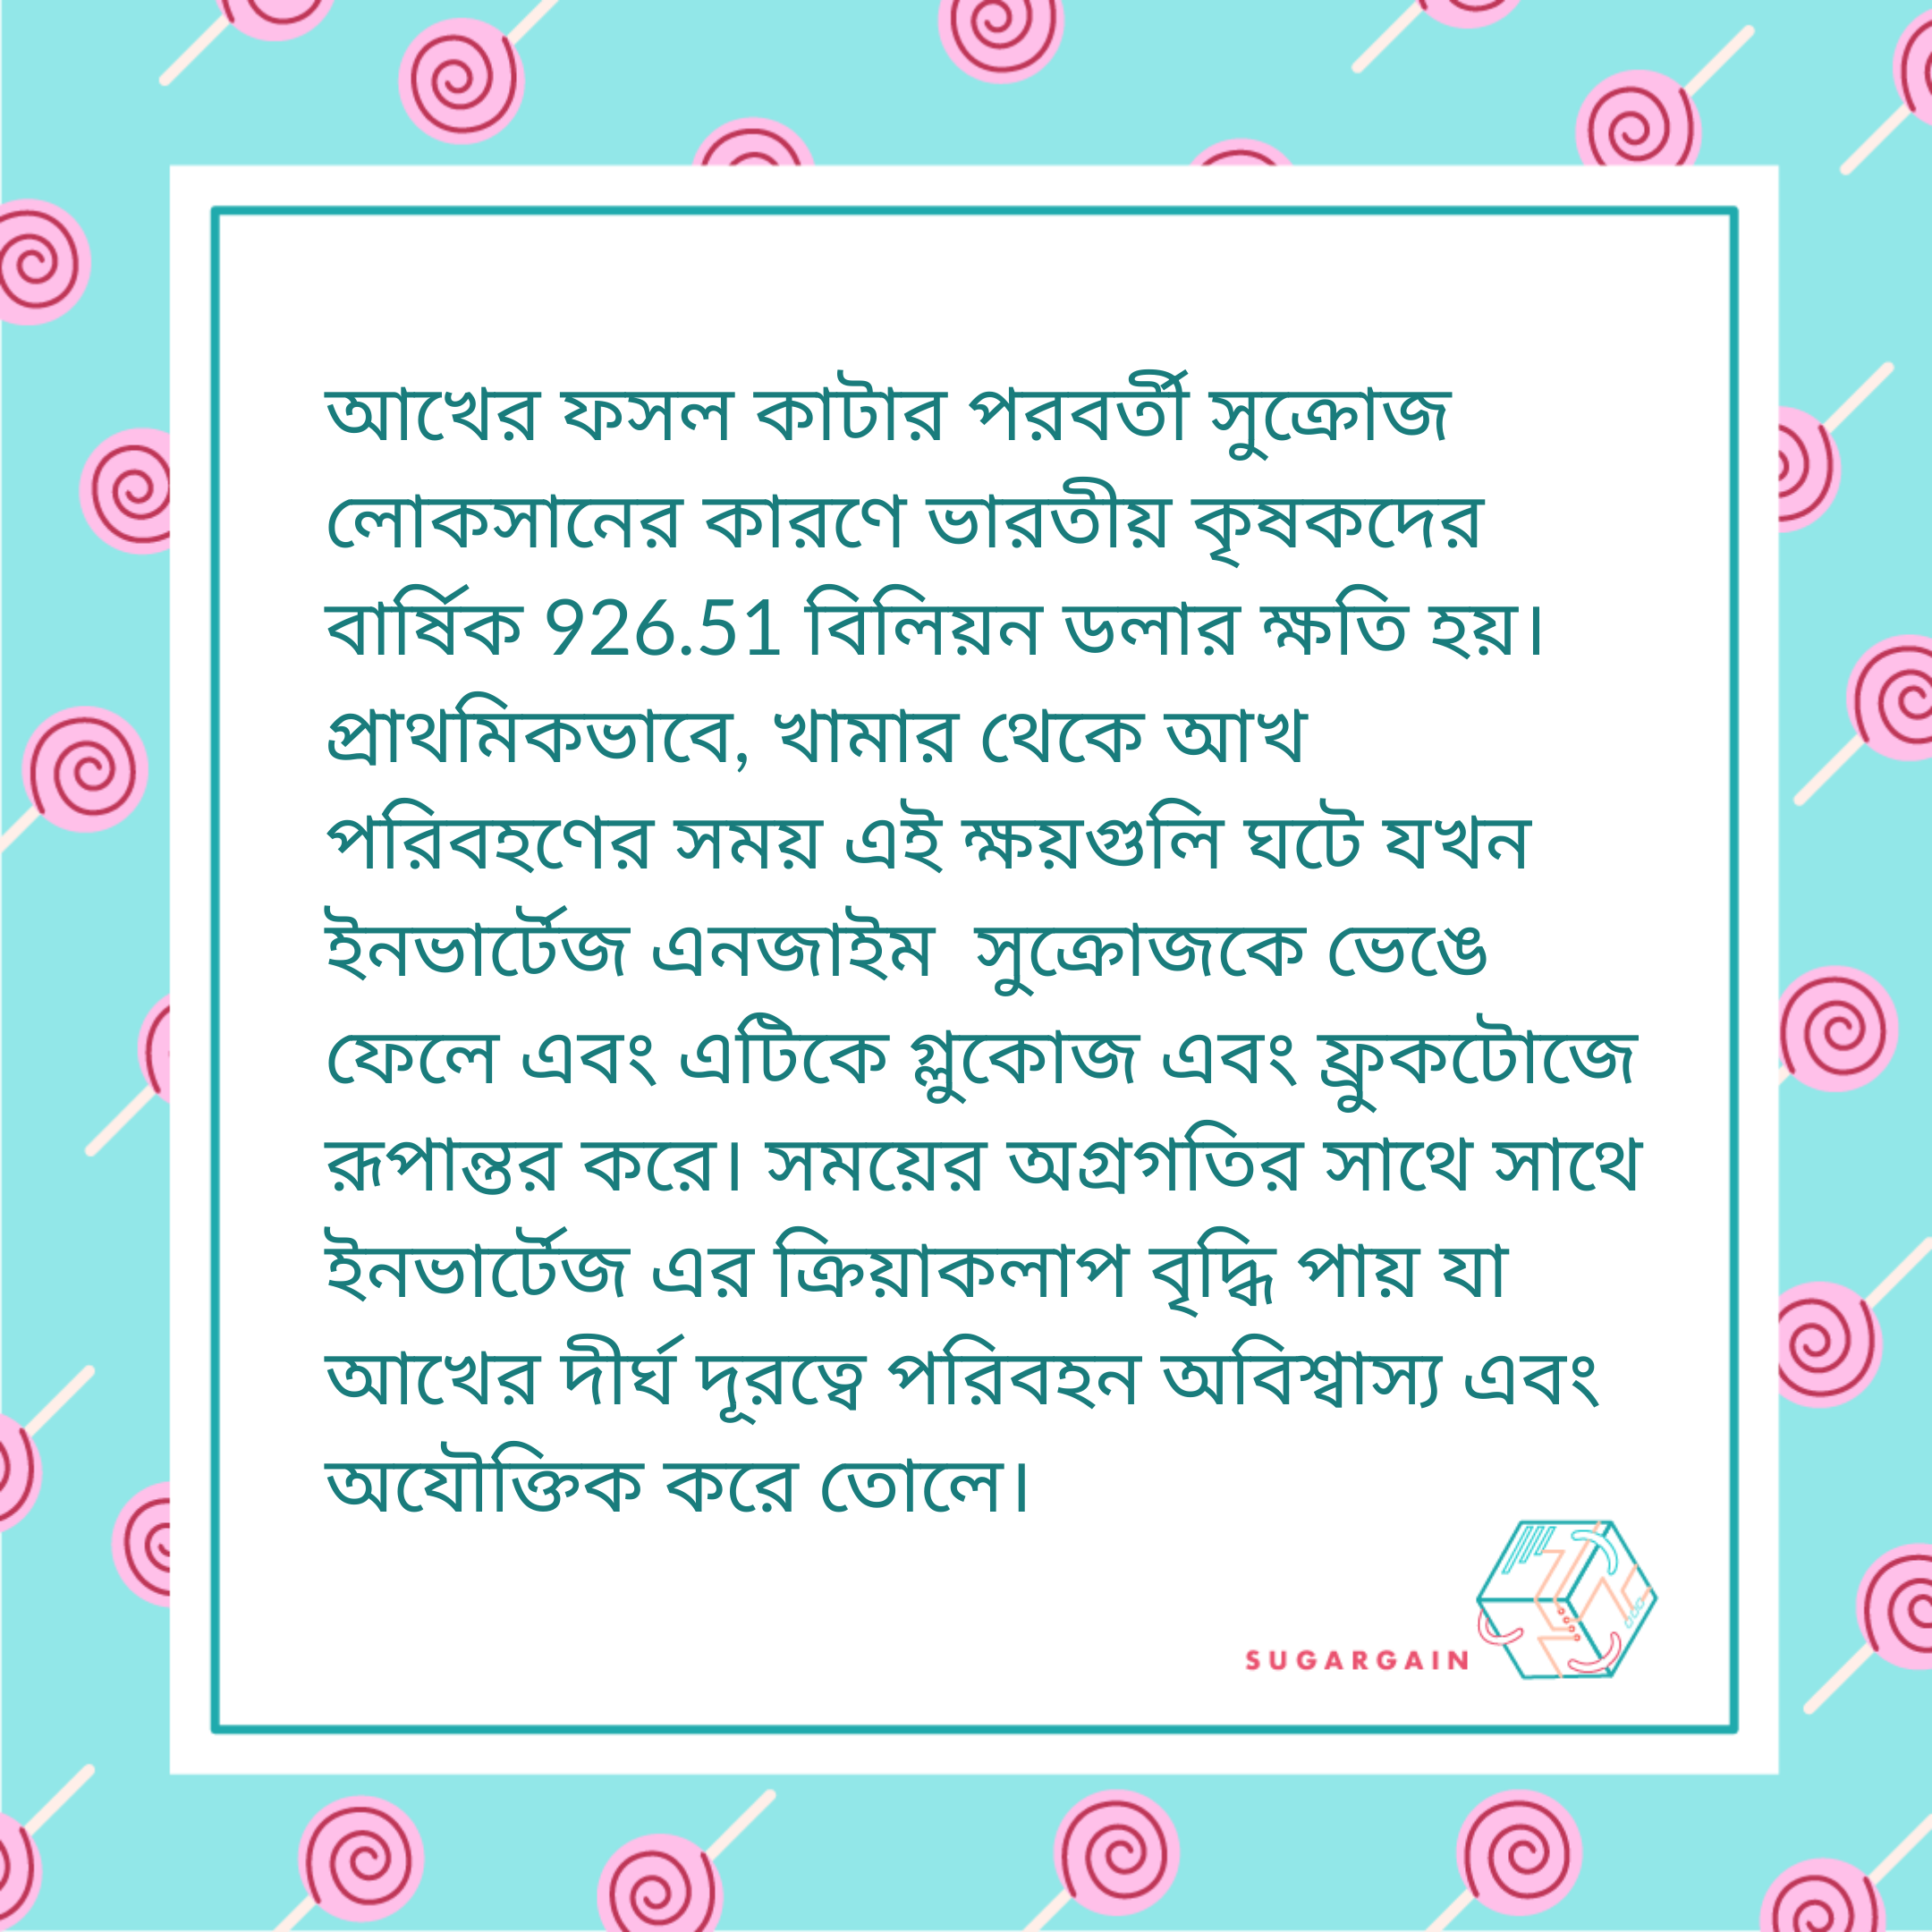 আখের ফসল কাটার পরবর্তী সুক্রোজ
লোকসানের কারণে ভারতীয় কৃষকদের
বার্ষিক 926.51 বিলিয়ন ডলার ক্ষতি হয়।
প্রাথমিকভাবে, খামার থেকে আখ
পরিবহণের সময় এই ক্ষয়গুলি ঘটে যখন
ইনভার্টেজ এনজাইম  সুক্রোজকে ভেঙে
ফেলে এবং এটিকে গ্লুকোজ এবং ফ্রুকটোজে
রূপান্তর করে। সময়ের অগ্রগতির সাথে সাথে
ইনভার্টেজ এর ক্রিয়াকলাপ বৃদ্ধি পায় যা
আখের দীর্ঘ দূরত্বে পরিবহন অবিশ্বাস্য এবং
অযৌক্তিক করে তোলে।
SUGARGAIN